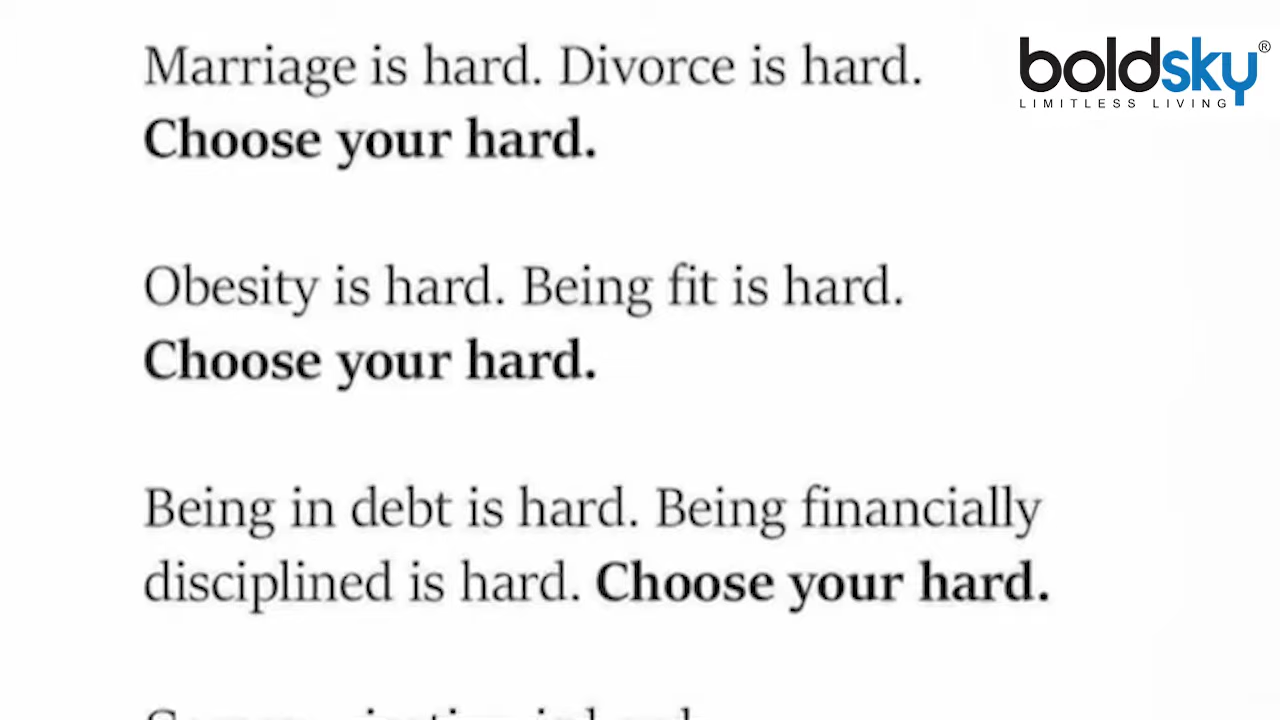 boldsky®
LIMITLESS LIVING
Marriage is hard. Divorce is hard.
Choose your hard.
Obesity is hard. Being fit is hard.
Choose your hard.
Being in debt is hard. Being financially
disciplined is hard. Choose your hard.